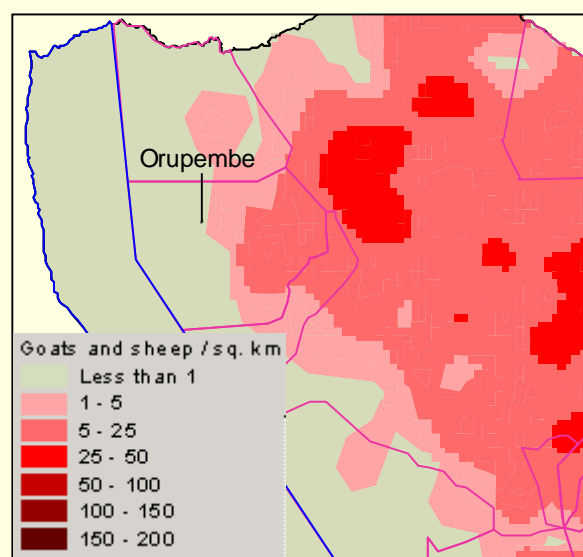 Orupembe
Goats and sheep / sq. km
Less than 1
1 - 5
5 - 25
25 - 50
50 - 100
100 - 150
150 - 200